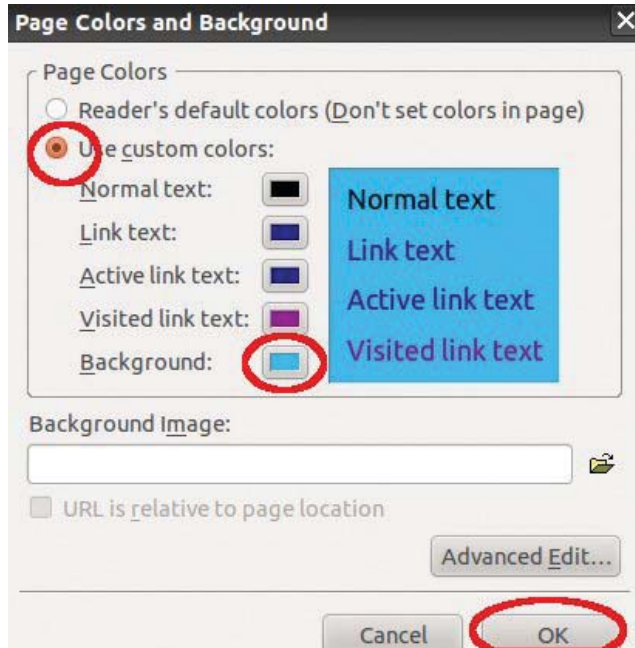 Page Colors and Background
Page Colors
Reader's default colors (Don't set colors in page)
Use custom colors:
Normal text:
Link text:
Active link text:
Visited link text:
Background:
Normal text
Link text
Active link text
Visited link text
Background Image:
URL is relative to page location
Advanced Edit...
Cancel
OK